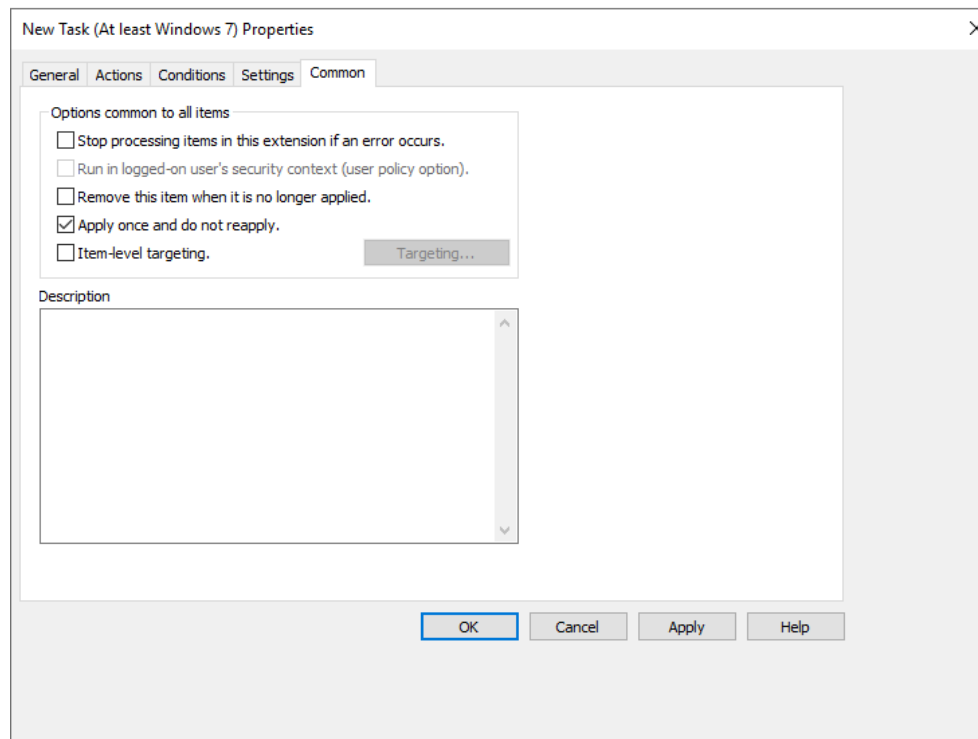 New Task (At least Windows 7) Properties
General Actions Conditions Settings Common
Options common to all items
Stop processing items in this extension if an error occurs.
Run in logged-on user's security context (user policy option).
Remove this item when it is no longer applied.
Apply once and do not reapply.
Item-level targeting. Targeting...
Description
OK Cancel Apply Help